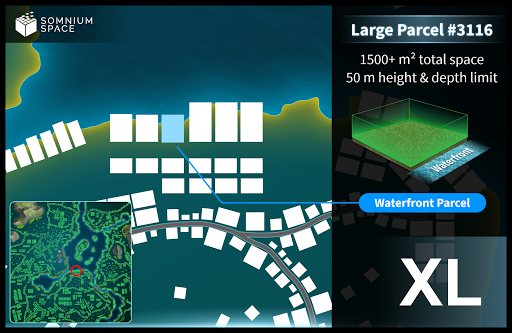 SOMNIUM
SPACE
Large Parcel #3116
1500+ m² total space
50 m height & depth limit
Waterfront
Waterfront Parcel
XL